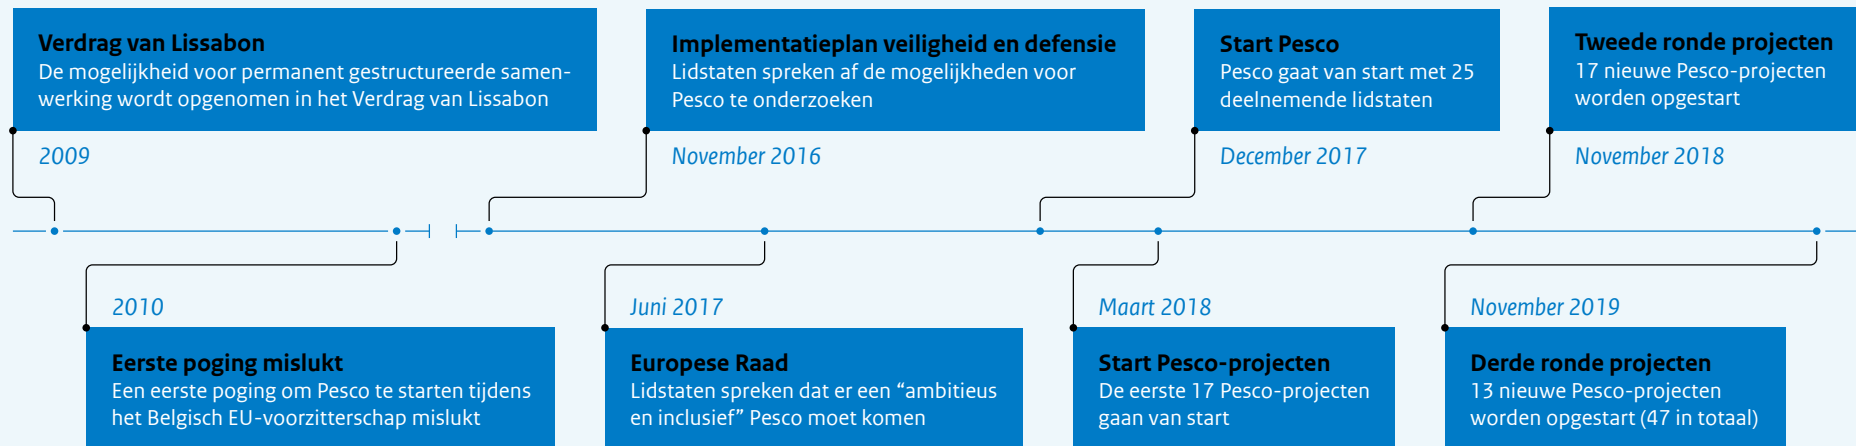 Verdrag van Lissabon
De mogelijkheid voor permanent gestructureerde samen-
werking wordt opgenomen in het Verdrag van Lissabon
2009
Implementatieplan veiligheid en defensie
Lidstaten spreken af de mogelijkheden voor
Pesco te onderzoeken
November 2016
Start Pesco
Pesco gaat van start met 25
deelnemende lidstaten
December 2017
Tweede ronde projecten
17 nieuwe Pesco-projecten
worden opgestart
November 2018
2010
Eerste poging mislukt
Een eerste poging om Pesco te starten tijdens
het Belgisch EU-voorzitterschap mislukt
Juni 2017
Europese Raad
Lidstaten spreken dat er een “ambitieus
en inclusief” Pesco moet komen
Maart 2018
Start Pesco-projecten
De eerste 17 Pesco-projecten
gaan van start
November 2019
Derde ronde projecten
13 nieuwe Pesco-projecten
worden opgestart (47 in totaal)